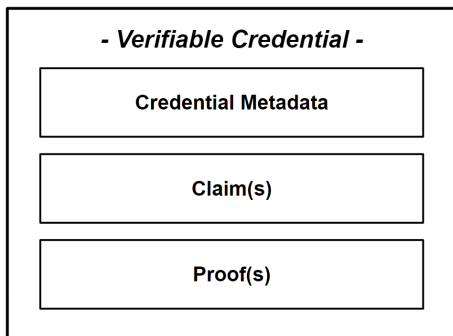 - Verifiable Credential -
Credential Metadata
Claim(s)
Proof(s)